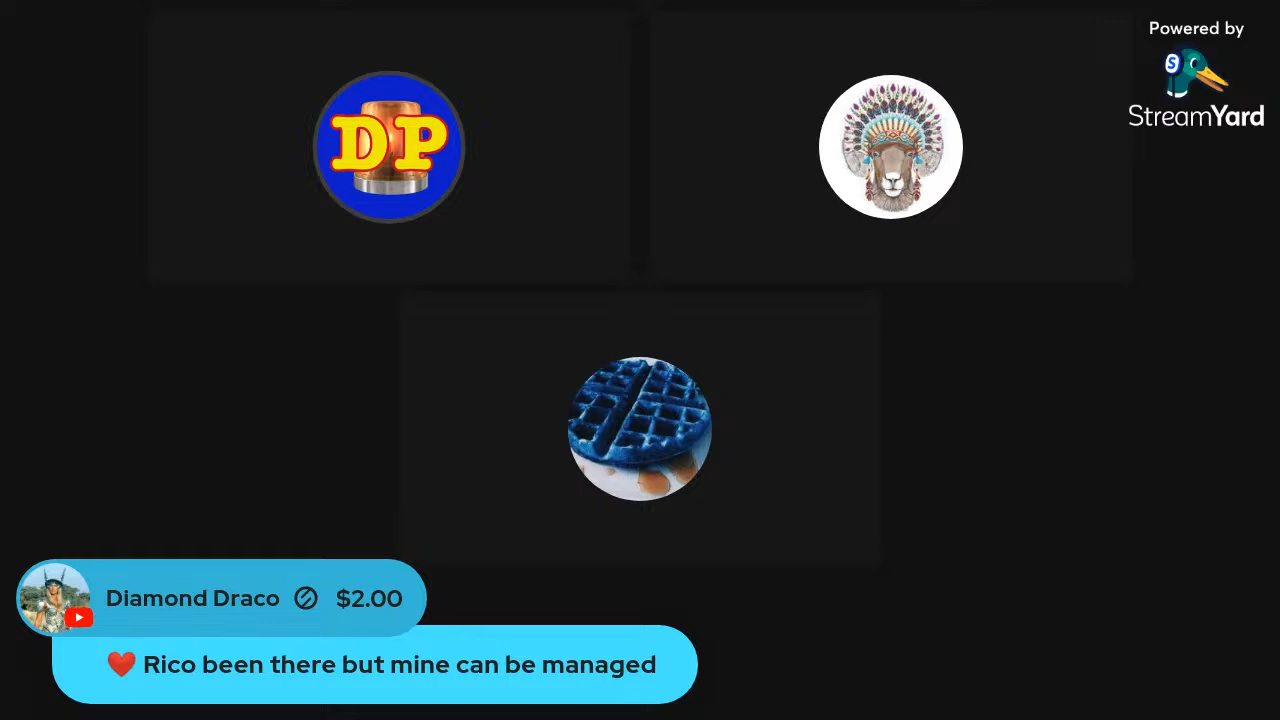 Powered by
S
StreamYard
DP
Diamond Draco $2.00
❤️ Rico been there but mine can be managed